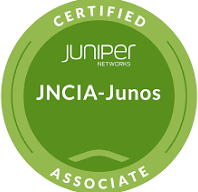 CERTIFIED
JUNIPER
NETWORKS
JNCIA-Junos
ASSOCIATE